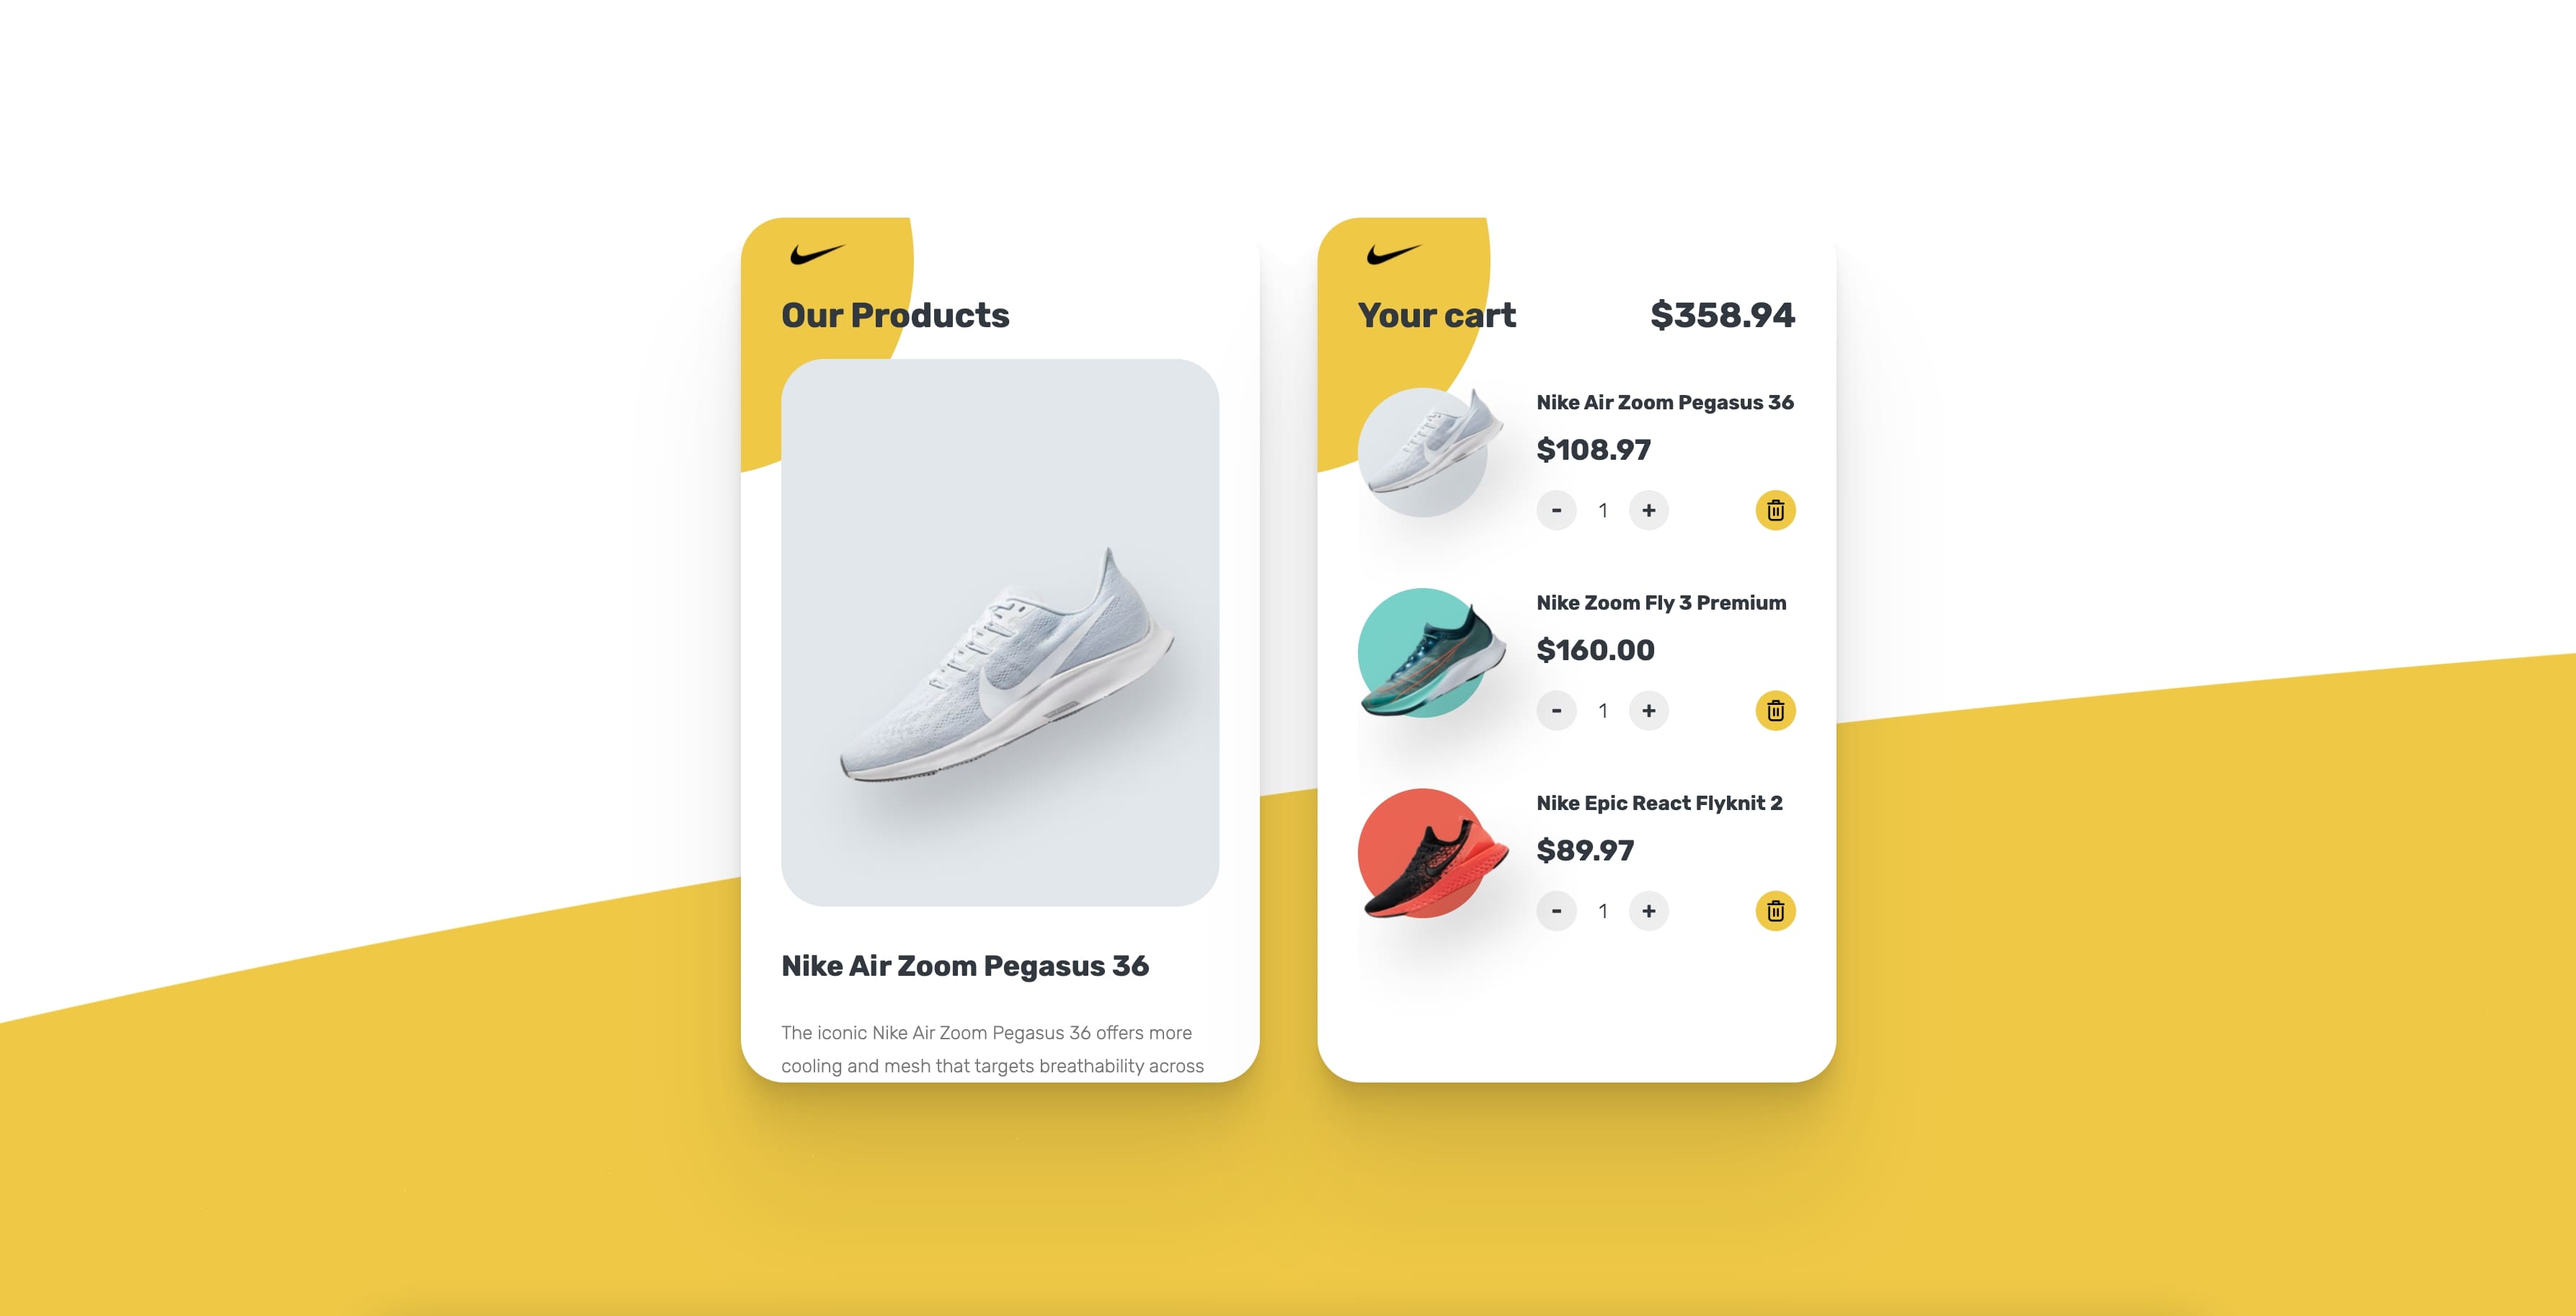 Our Products
Nike Air Zoom Pegasus 36
The iconic Nike Air Zoom Pegasus 36 offers more
cooling and mesh that targets breathability across
Your cart
$358.94
Nike Air Zoom Pegasus 36
$108.97
- 1 +
Nike Zoom Fly 3 Premium
$160.00
- 1 +
Nike Epic React Flyknit 2
$89.97
- 1 +